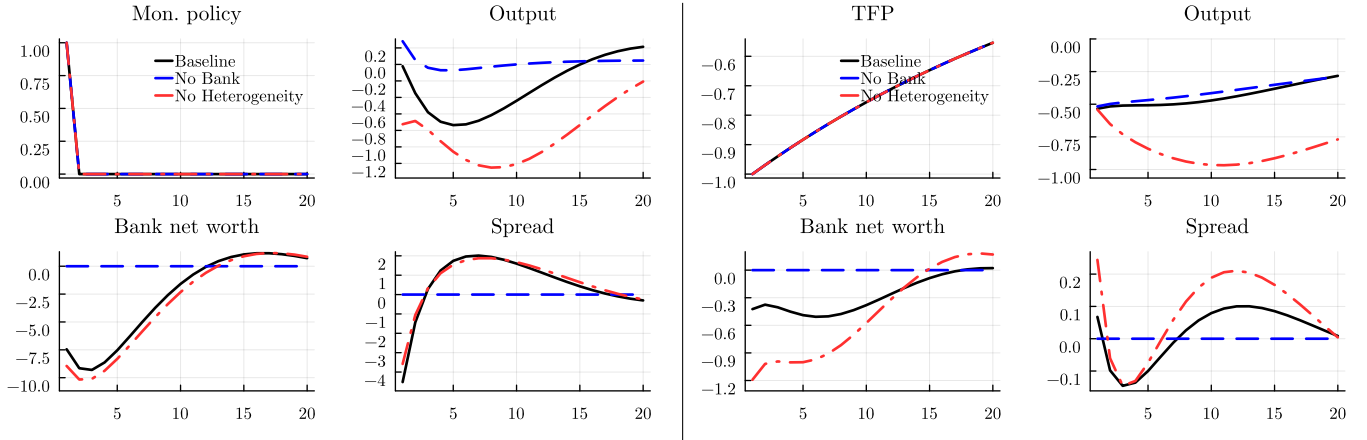 Mon. policy
1.00
0.75
0.50
0.25
0.00
Baseline
No Bank
No Heterogeneity
5 10 15 20
Output
0.2
0.0
−0.2
−0.4
−0.6
−0.8
−1.0
−1.2
5 10 15 20
Bank net worth
0.0
−2.5
−5.0
−7.5
−10.0
5 10 15 20
Spread
2
1
0
−1
−2
−3
−4
5 10 15 20
TFP
−0.6
−0.7
−0.8
−0.9
−1.0
Baseline
No Bank
No Heterogeneity
5 10 15 20
Output
0.00
−0.25
−0.50
−0.75
−1.00
5 10 15 20
Bank net worth
0.0
−0.3
−0.6
−0.9
−1.2
5 10 15 20
Spread
0.2
0.1
0.0
−0.1
5 10 15 20